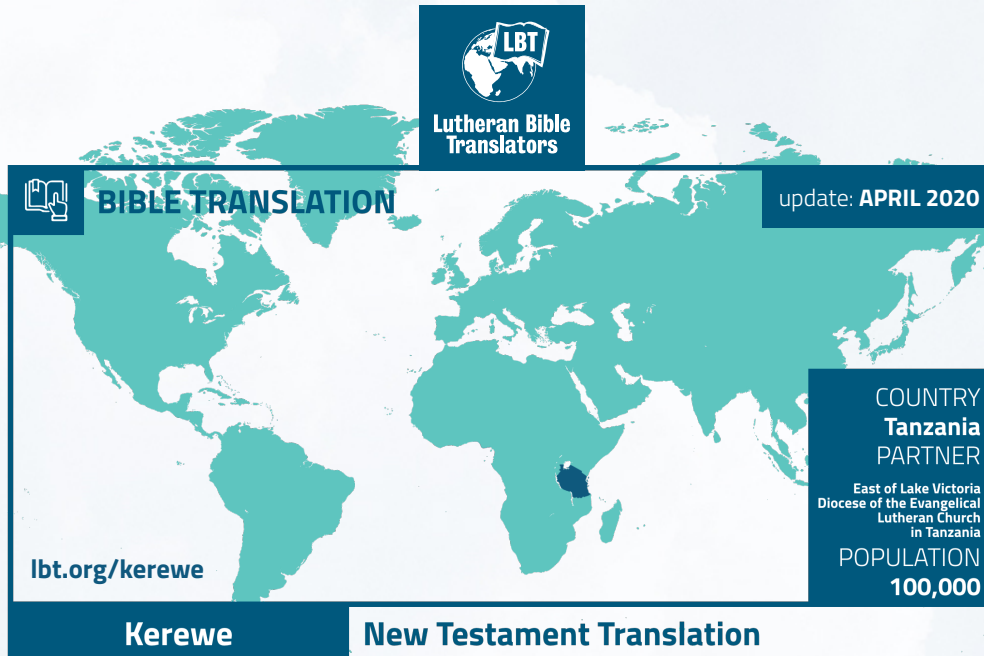 LBT
Lutheran Bible
Translators
BIBLE TRANSLATION
update: APRIL 2020
COUNTRY
Tanzania
PARTNER
East of Lake Victoria
Diocese of the Evangelical
Lutheran Church
in Tanzania
POPULATION
100,000
lbt.org/kerewe
Kerewe
New Testament Translation